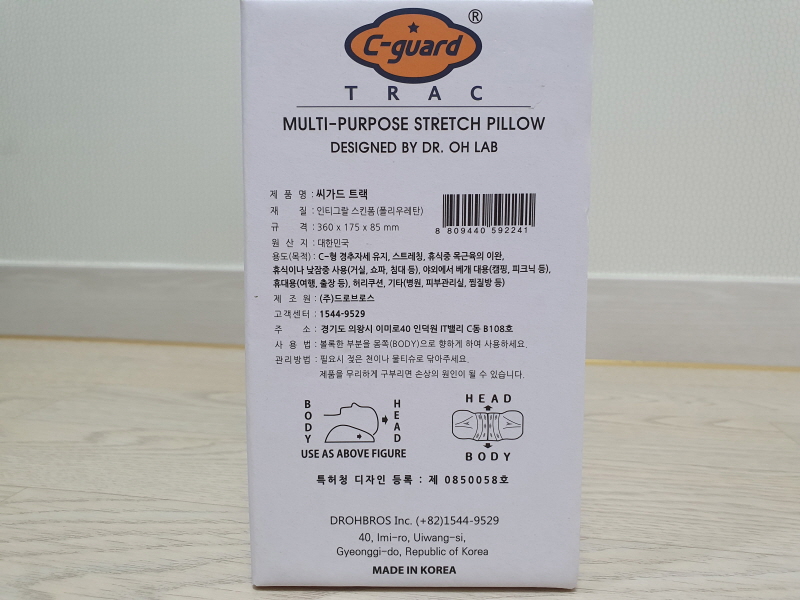 ®
C-guard
TRAC
MULTI-PURPOSE STRETCH PILLOW
DESIGNED BY DR. OH LAB
제 품 명 : 씨가드 트랙
재 질 : 인티그랄 스킨폼(폴리우레탄)
규 격 : 360 x 175 x 85 mm
8 809440 592241
원 산 지 : 대한민국
용도(목적) : C-형 경추자세 유지, 스트레칭, 휴식중 목근육의 이완,
휴식이나 낮잠중 사용(거실, 쇼파, 침대 등), 야외에서 베개 대용(캠핑, 피크닉 등),
휴대용(여행, 출장 등), 허리쿠션, 기타(병원, 피부관리실, 찜질방 등)
제 조 원 : (주)드로브로스
고객센터 : 1544-9529
주 소 : 경기도 의왕시 이미로40 인덕원 IT밸리 C동 B108호
사 용 법 : 볼록한 부분을 몸쪽(BODY)으로 향하게 하여 사용하세요.
관리방법 : 필요시 젖은 천이나 물티슈로 닦아주세요.
제품을 무리하게 구부리면 손상의 원인이 될 수 있습니다.
BODY
HEAD
USE AS ABOVE FIGURE
HEAD
BODY
특허청 디자인 등록 : 제 0850058호
DROHBROS Inc. (+82)1544-9529
40, Imi-ro, Uiwang-si,
Gyeonggi-do, Republic of Korea
MADE IN KOREA